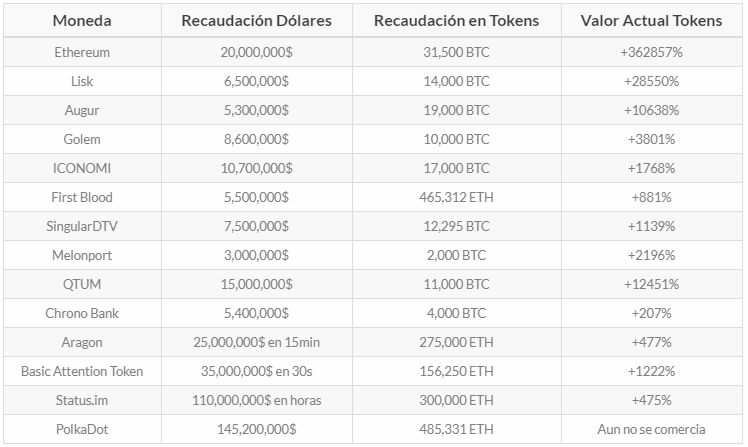 Moneda Recaudación Dólares Recaudación en Tokens Valor Actual Tokens
Ethereum 20,000,000$ 31,500 BTC +362857%
Lisk 6,500,000$ 14,000 BTC +28550%
Augur 5,300,000$ 19,000 BTC +10638%
Golem 8,600,000$ 10,000 BTC +3801%
ICONOMI 10,700,000$ 17,000 BTC +1768%
First Blood 5,500,000$ 465,312 ETH +881%
SingularDTV 7,500,000$ 12,295 BTC +1139%
Melonport 3,000,000$ 2,000 BTC +2196%
QTUM 15,000,000$ 11,000 BTC +12451%
Chrono Bank 5,400,000$ 4,000 BTC +207%
Aragon 25,000,000$ en 15min 275,000 ETH +477%
Basic Attention Token 35,000,000$ en 30s 156,250 ETH +1222%
Status.im 110,000,000$ en horas 300,000 ETH +475%
PolkaDot 145,200,000$ 485,331 ETH Aun no se comercia